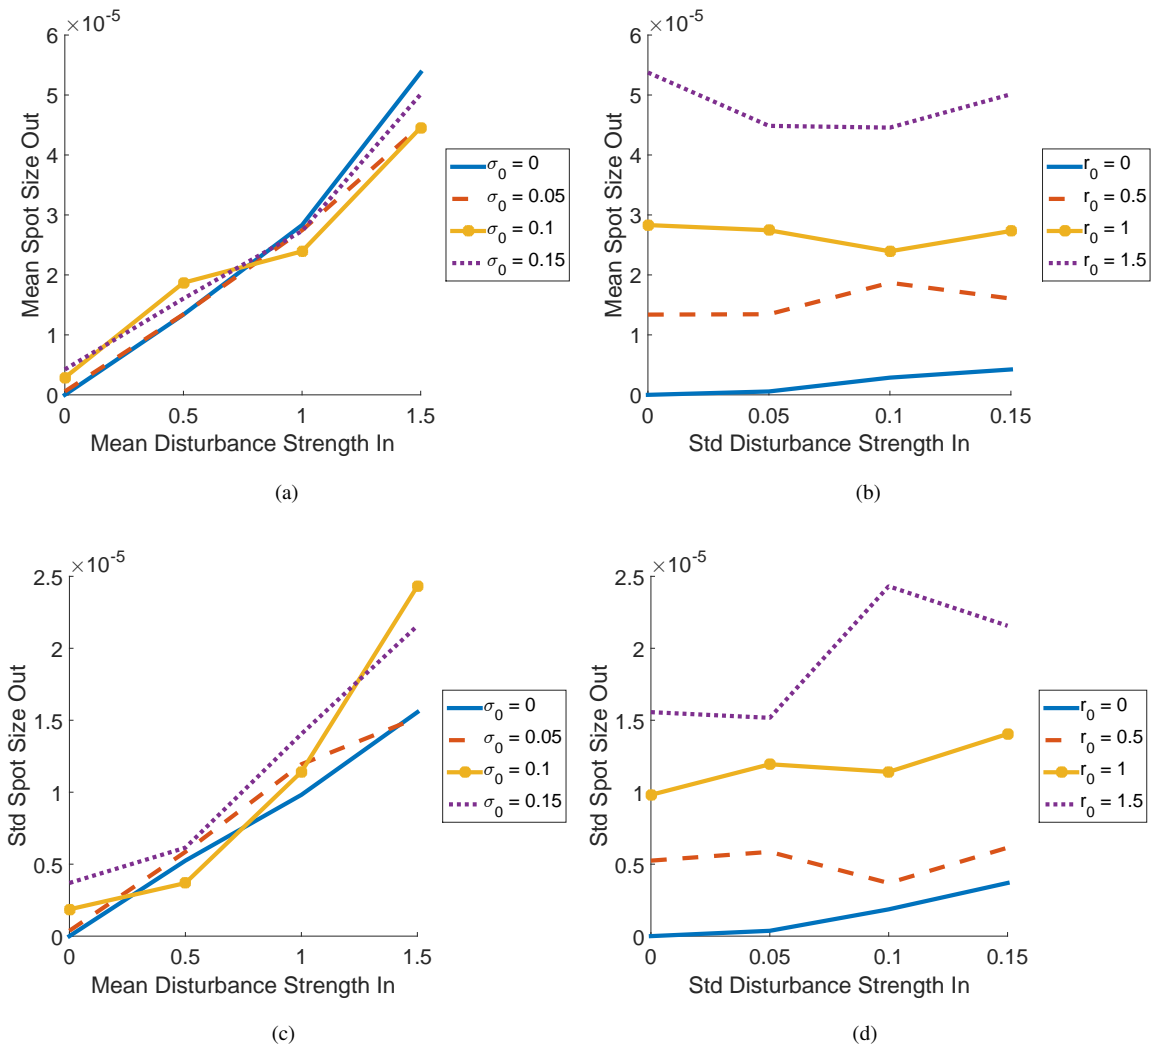 ×10-5
6
5
4
3
2
1
0
0 0.5 1 1.5
Mean Spot Size Out
Mean Disturbance Strength In
σ0 = 0
σ0 = 0.05
σ0 = 0.1
σ0 = 0.15
(a)
×10-5
6
5
4
3
2
1
0
0 0.05 0.1 0.15
Mean Spot Size Out
Std Disturbance Strength In
r0 = 0
r0 = 0.5
r0 = 1
r0 = 1.5
(b)
×10-5
2.5
2
1.5
1
0.5
0
0 0.5 1 1.5
Std Spot Size Out
Mean Disturbance Strength In
σ0 = 0
σ0 = 0.05
σ0 = 0.1
σ0 = 0.15
(c)
×10-5
2.5
2
1.5
1
0.5
0
0 0.05 0.1 0.15
Std Spot Size Out
Std Disturbance Strength In
r0 = 0
r0 = 0.5
r0 = 1
r0 = 1.5
(d)